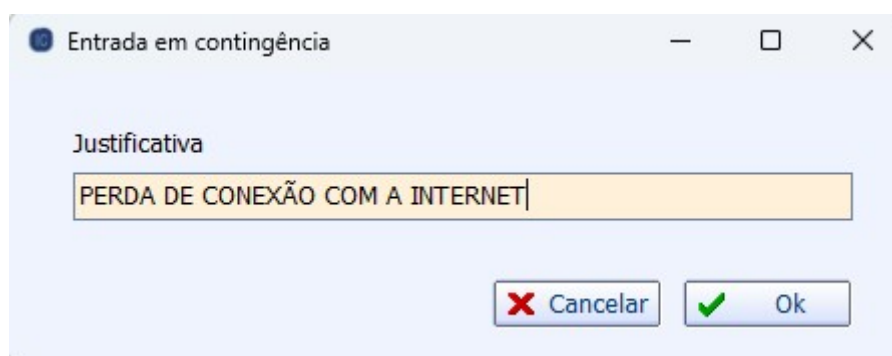 Entrada em contingência
Justificativa
PERDA DE CONEXÃO COM A INTERNET
Cancelar Ok